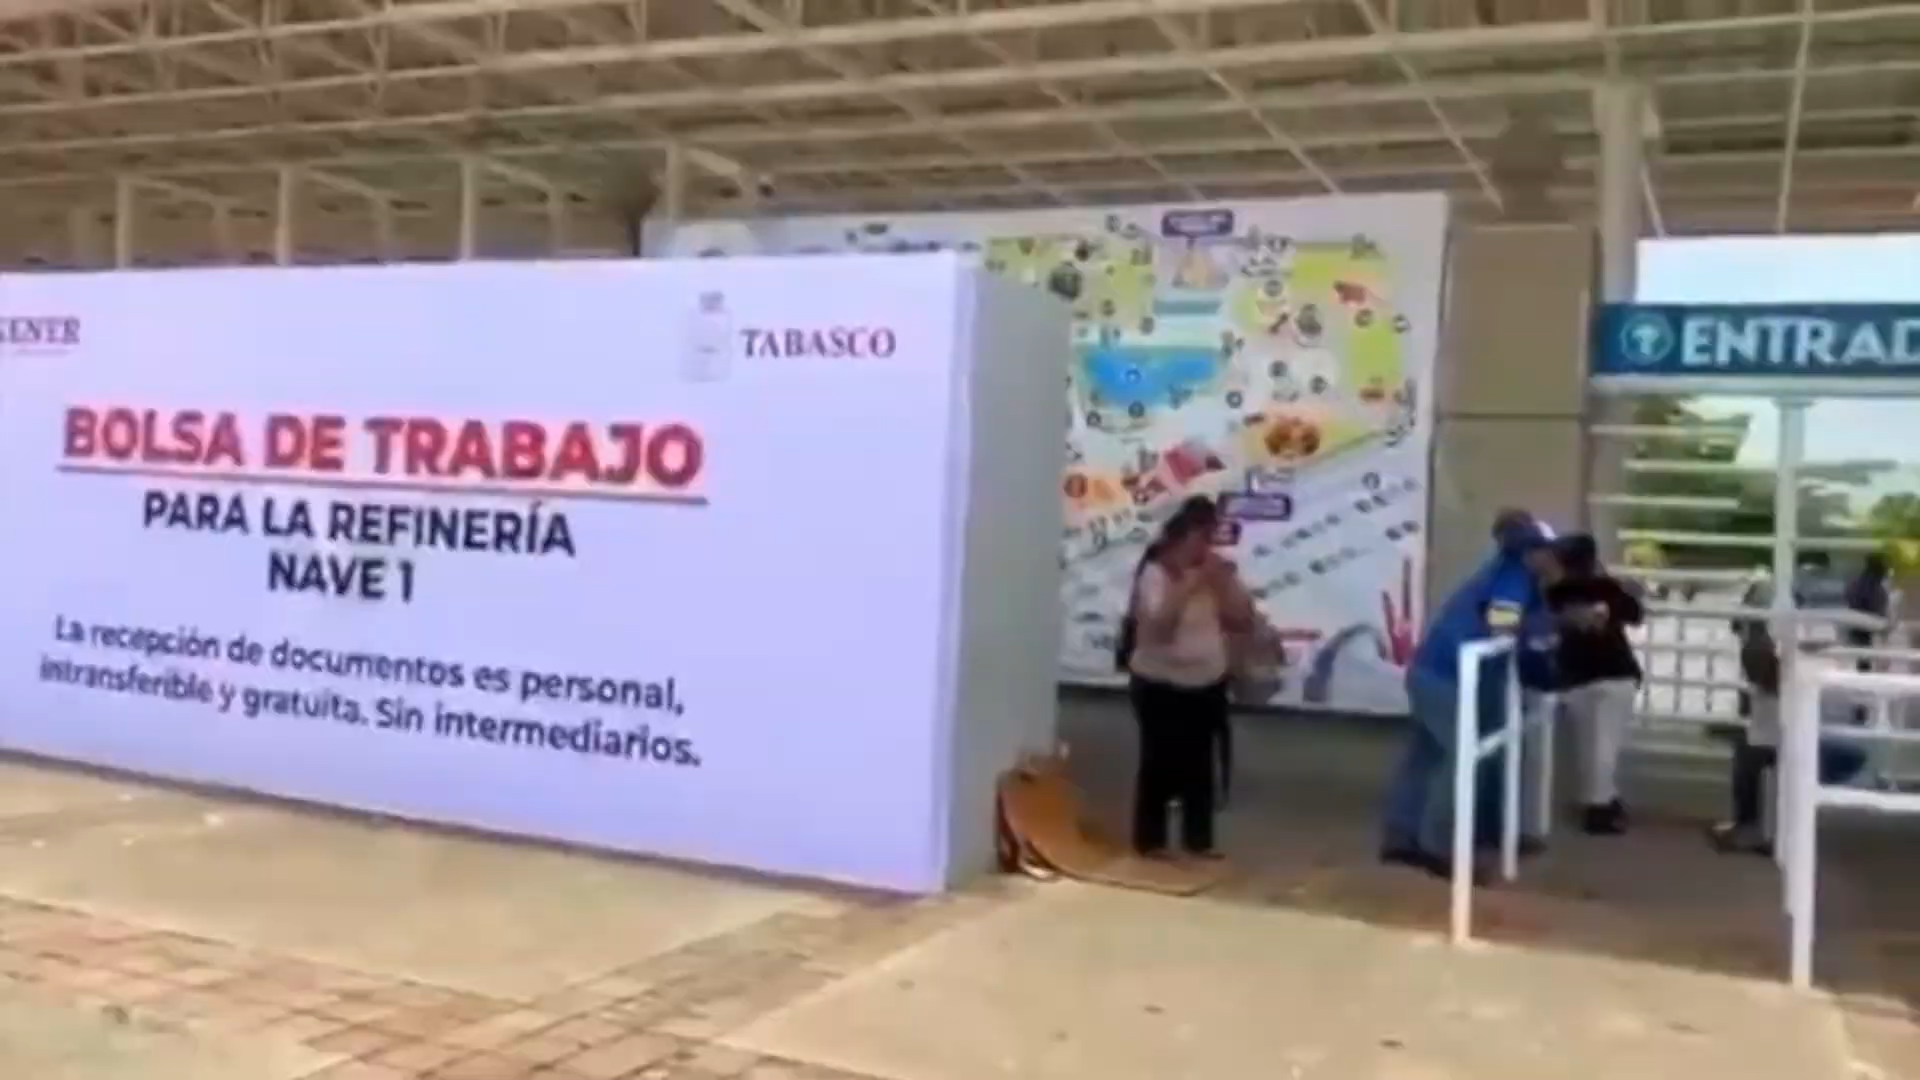 TABASCO
BOLSA DE TRABAJO
PARA LA REFINERÍA
NAVE 1
La recepción de documentos es personal,
intransferible y gratuita. Sin intermediarios.
ENTRAD